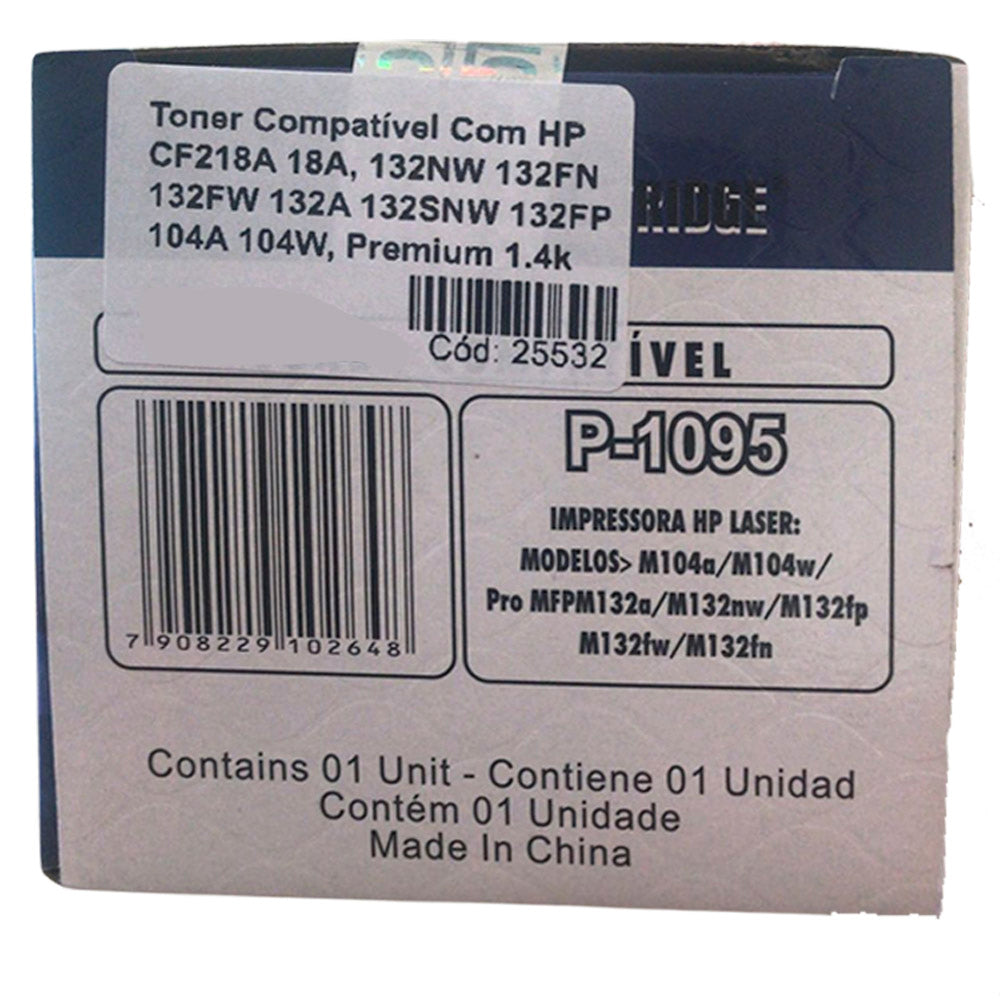 Toner Compatível Com HP
CF218A 18A, 132NW 132FN
132FW 132A 132SNW 132FP
104A 104W, Premium 1.4k
Cód: 25532
RIDGE
ÍVEL
7 908229 102648
P-1095
IMPRESSORA HP LASER:
MODELOS> M104a/M104w/
Pro MFPM132a/M132nw/M132fp
M132fw/M132fn
Contains 01 Unit - Contiene 01 Unidad
Contém 01 Unidade
Made In China